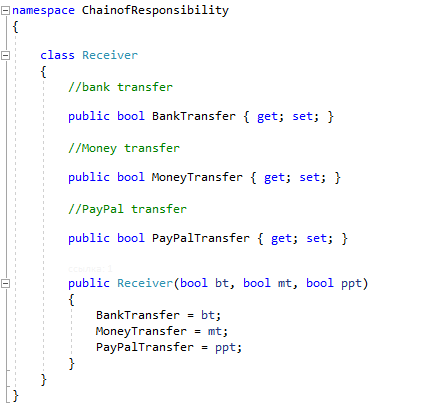 namespace ChainofResponsibility
{
class Receiver
{
//bank transfer
public bool BankTransfer { get; set; }
//Money transfer
public bool MoneyTransfer { get; set; }
//PayPal transfer
public bool PayPalTransfer { get; set; }
public Receiver(bool bt, bool mt, bool ppt)
{
BankTransfer = bt;
MoneyTransfer = mt;
PayPalTransfer = ppt;
}
}
}